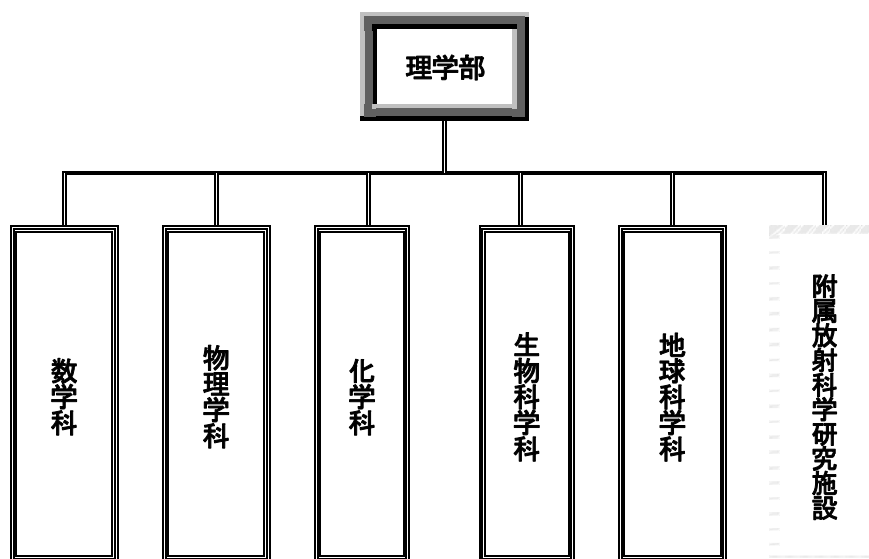 理学部
数学科
物理学科
化学科
生物科学科
地球科学科
附属放射科学研究施設